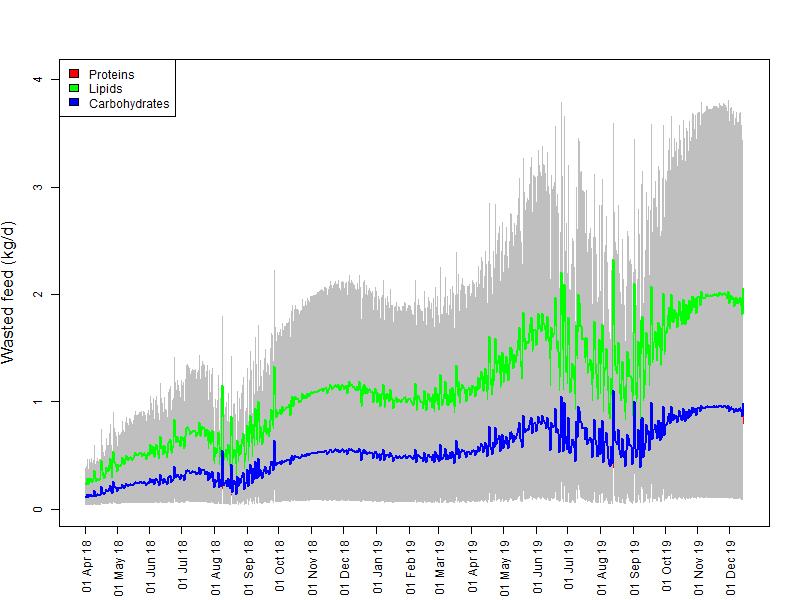 Proteins
Lipids
Carbohydrates
Wasted feed (kg/d)
4
3
2
1
0
01 Apr 18
01 May 18
01 Jun 18
01 Jul 18
01 Aug 18
01 Sep 18
01 Oct 18
01 Nov 18
01 Dec 18
01 Jan 19
01 Feb 19
01 Mar 19
01 Apr 19
01 May 19
01 Jun 19
01 Jul 19
01 Aug 19
01 Sep 19
01 Oct 19
01 Nov 19
01 Dec 19